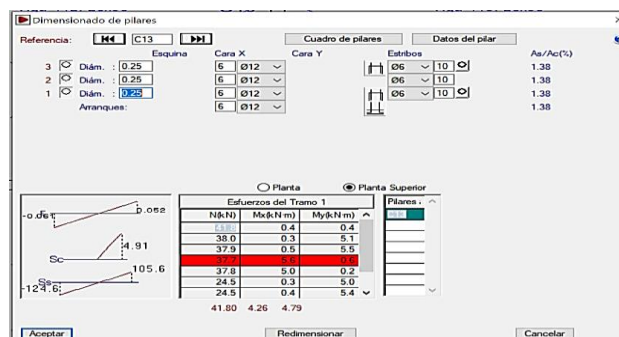 Dimensionado de pilares
Referencia: C13 Cuadro de pilares Datos del pilar
Esquina Cara X Cara Y Estribos As/Ac(%)
3 Diám. : 0.25 6 Ø12 Ø6 10 1.38
2 Diám. : 0.25 6 Ø12 1.38
1 Diám. : 0.25 6 Ø12 Ø6 10 1.38
Arranques: 6 Ø12 1.38
Planta Planta Superior
Esfuerzos del Tramo 1 Pilares
N(kN) Mx(kN·m) My(kN·m)
0.4 0.4
38.0 0.3 5.1
37.9 0.5 5.5
37.7 5.6 0.6
37.8 5.0 0.2
24.5 0.3 5.0
24.5 0.4 5.4
41.80 4.26 4.79
-0.061 0.052
Sc 4.91
-124.6 105.6
Aceptar Redimensionar Cancelar